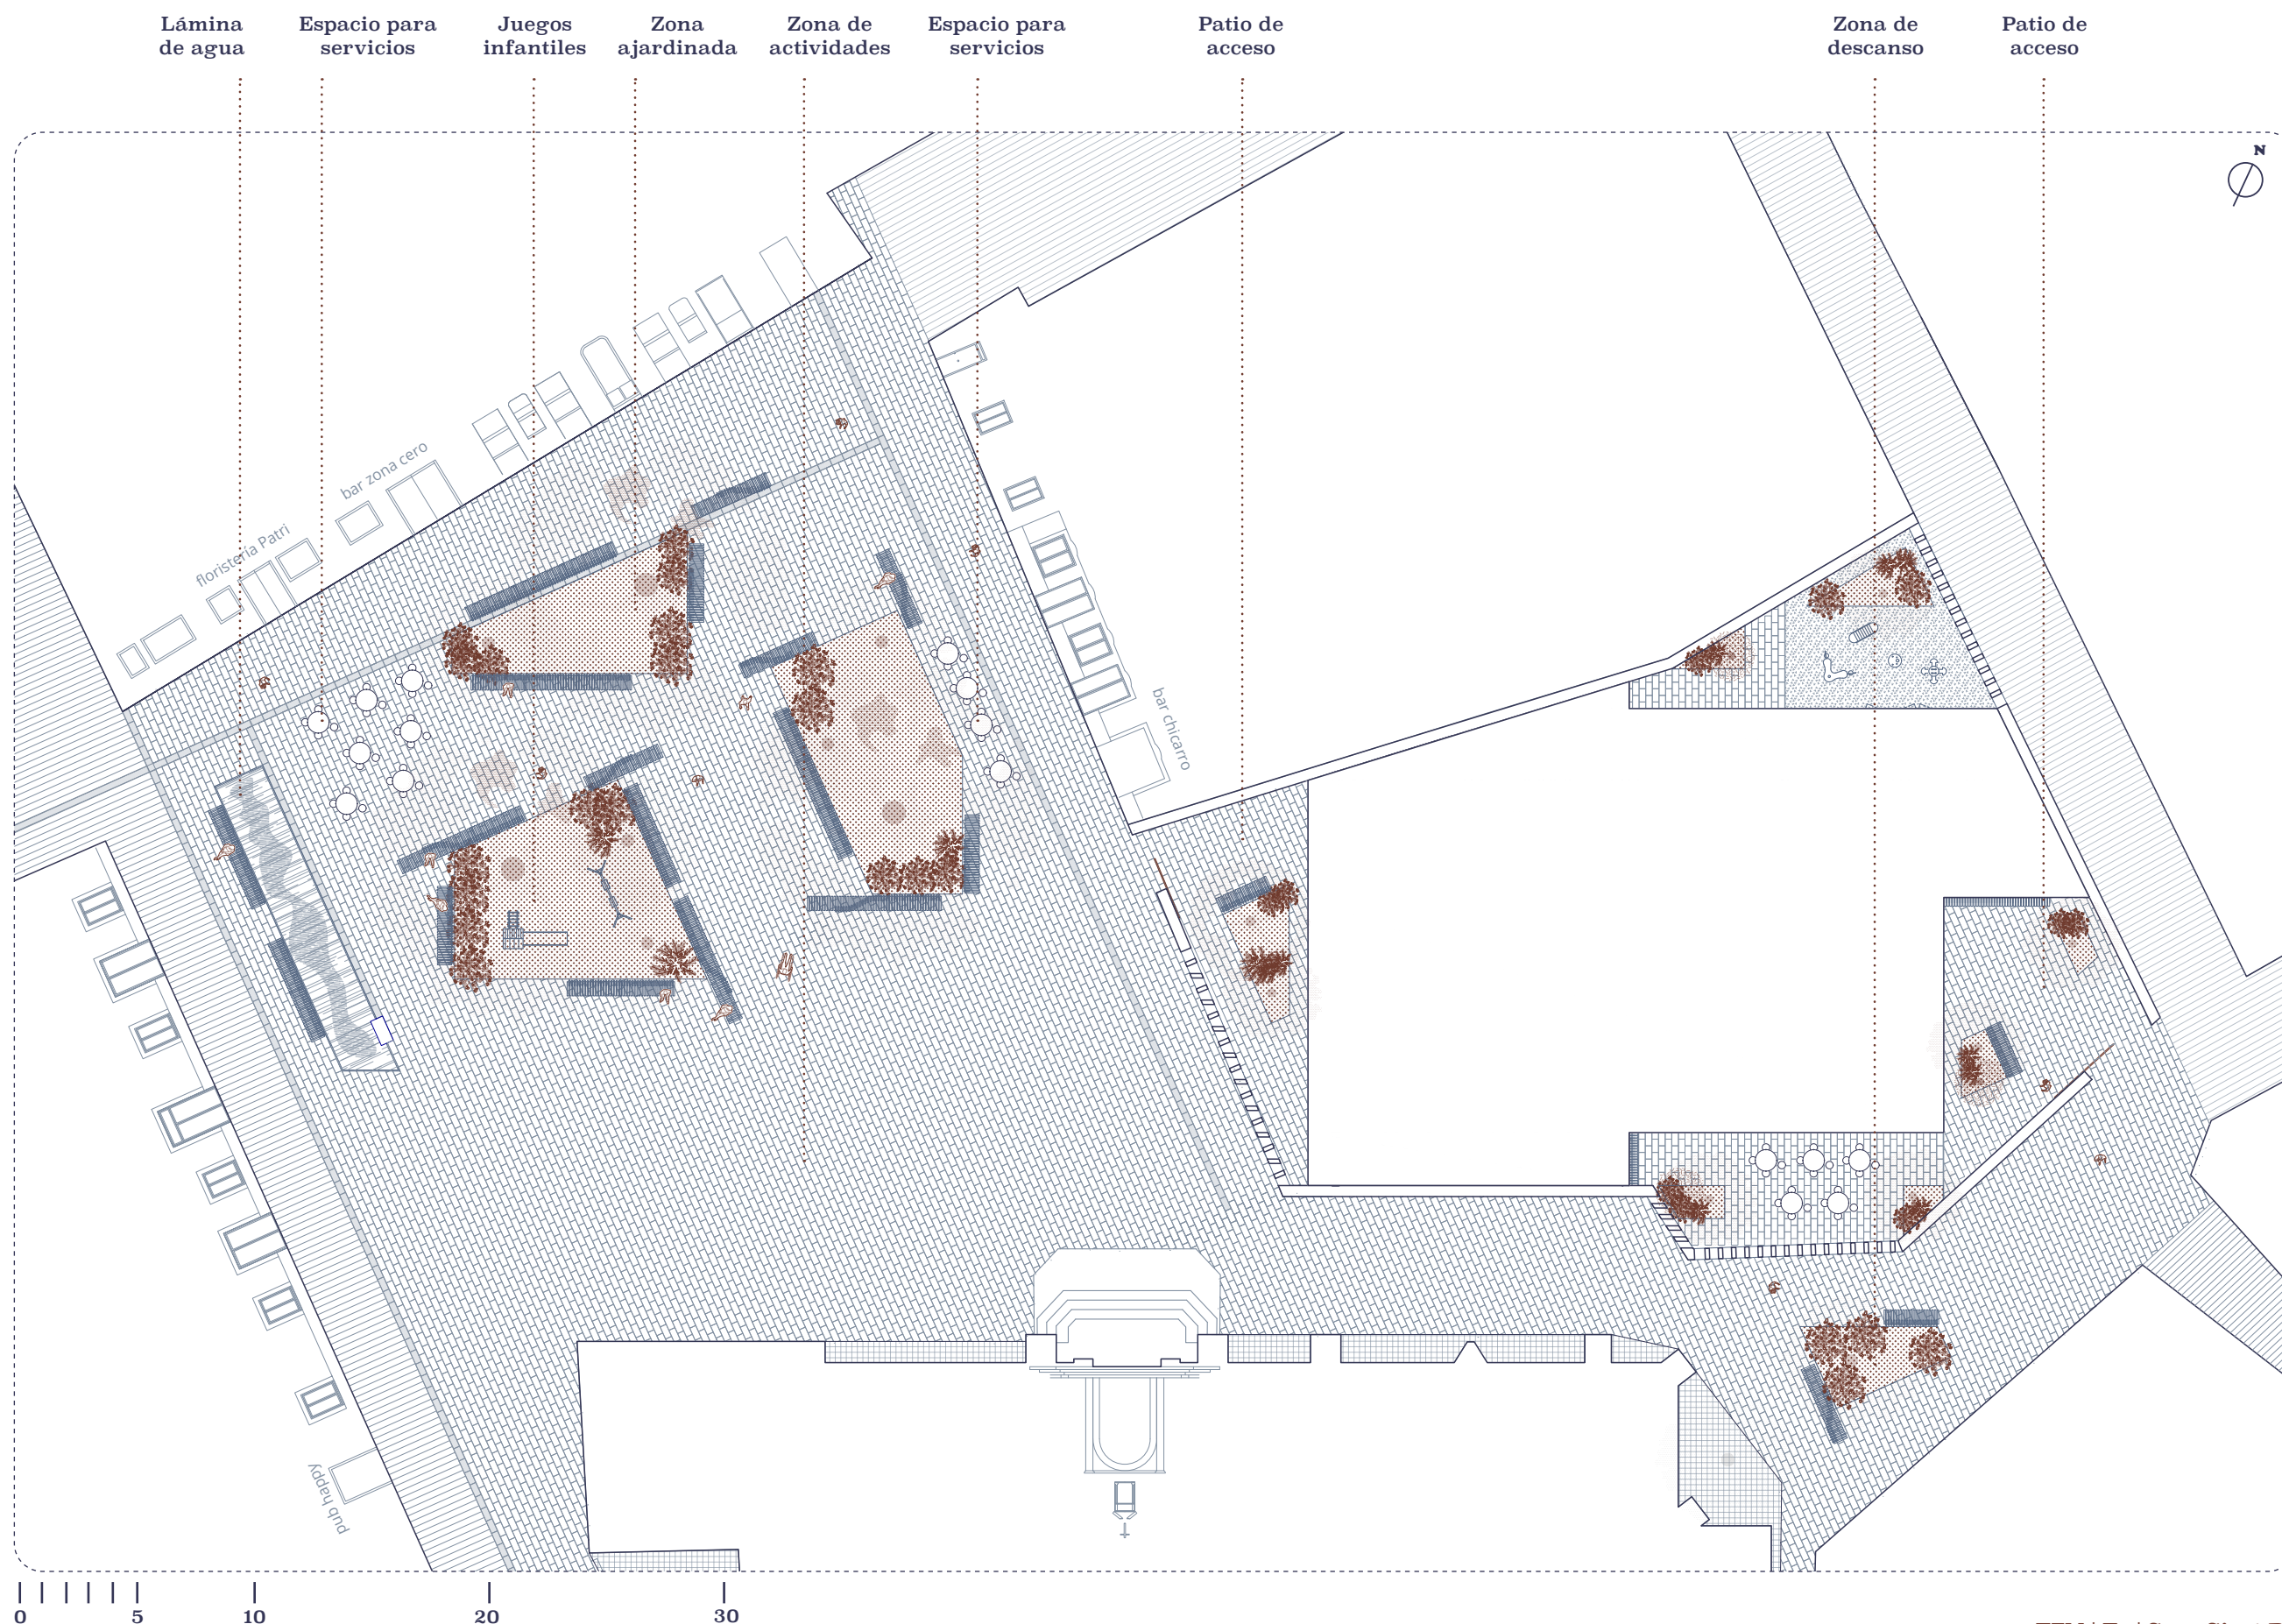 Lámina
de agua
Espacio para
servicios
Juegos
infantiles
Zona
ajardinada
Zona de
actividades
Espacio para
servicios
Patio de
acceso
Zona de
descanso
Patio de
acceso
N
bar zona cero
floristería Patri
bar chicarro
pub happy
0 5 10 20 30